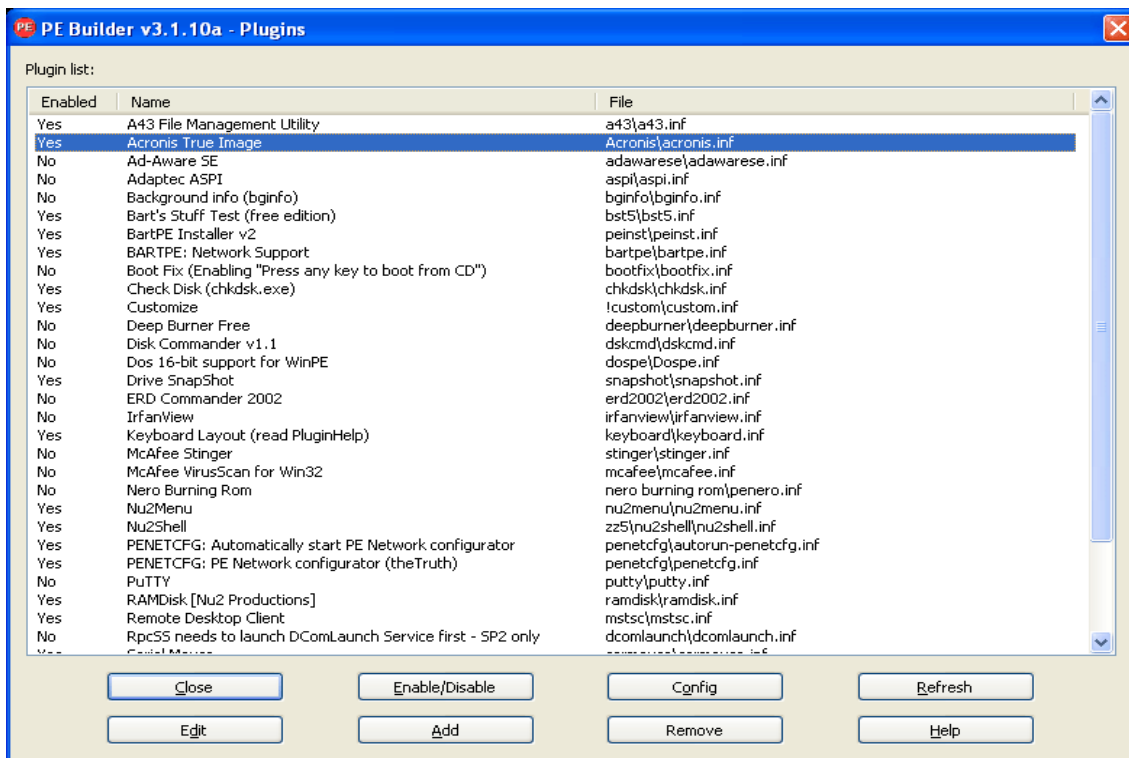 PE Builder v3.1.10a - Plugins
Plugin list:
Enabled Name File
Yes A43 File Management Utility a43\a43.inf
Yes Acronis True Image Acronis\acronis.inf
No Ad-Aware SE adawarese\adawarese.inf
No Adaptec ASPI aspi\aspi.inf
No Background info (bginfo) bginfo\bginfo.inf
Yes Bart's Stuff Test (free edition) bst5\bst5.inf
Yes BartPE Installer v2 peinst\peinst.inf
Yes BARTPE: Network Support bartpe\bartpe.inf
No Boot Fix (Enabling "Press any key to boot from CD") bootfix\bootfix.inf
Yes Check Disk (chkdsk.exe) chkdsk\chkdsk.inf
Yes Customize !custom\custom.inf
No Deep Burner Free deepburner\deepburner.inf
No Disk Commander v1.1 dskcmd\dskcmd.inf
No Dos 16-bit support for WinPE dospe\Dospe.inf
Yes Drive SnapShot snapshot\snapshot.inf
No ERD Commander 2002 erd2002\erd2002.inf
No IrfanView irfanview\irfanview.inf
Yes Keyboard Layout (read PluginHelp) keyboard\keyboard.inf
No McAfee Stinger stinger\stinger.inf
No McAfee VirusScan for Win32 mcafee\mcafee.inf
No Nero Burning Rom nero burning rom\penero.inf
Yes Nu2Menu nu2menu\nu2menu.inf
Yes Nu2Shell zz5\nu2shell\nu2shell.inf
Yes PENETCFG: Automatically start PE Network configurator penetcfg\autorun-penetcfg.inf
Yes PENETCFG: PE Network configurator (theTruth) penetcfg\penetcfg.inf
No PuTTY putty\putty.inf
Yes RAMDisk [Nu2 Productions] ramdisk\ramdisk.inf
Yes Remote Desktop Client mstsc\mstsc.inf
No RpcSS needs to launch DComLaunch Service first - SP2 only dcomlaunch\dcomlaunch.inf
Close Enable/Disable Config Refresh
Edit Add Remove Help